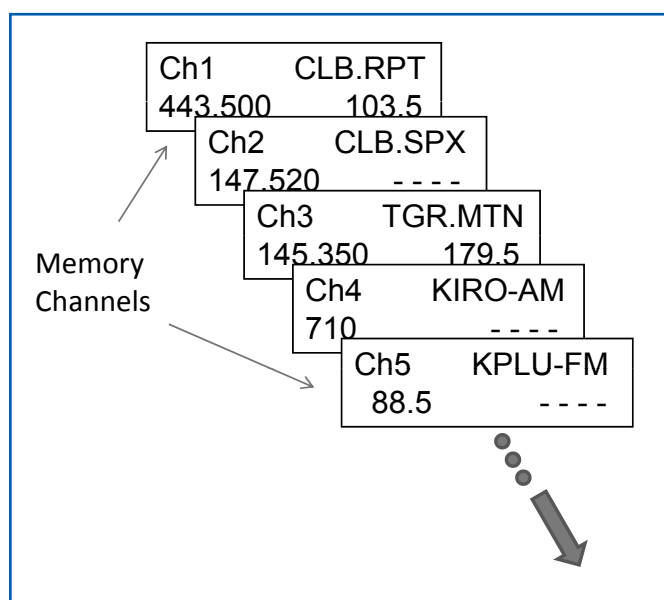 Ch1 CLB.RPT
443.500 103.5
Ch2 CLB.SPX
147.520 - - - -
Ch3 TGR.MTN
145.350 179.5
Ch4 KIRO-AM
710 - - - -
Ch5 KPLU-FM
88.5 - - - -
Memory
Channels